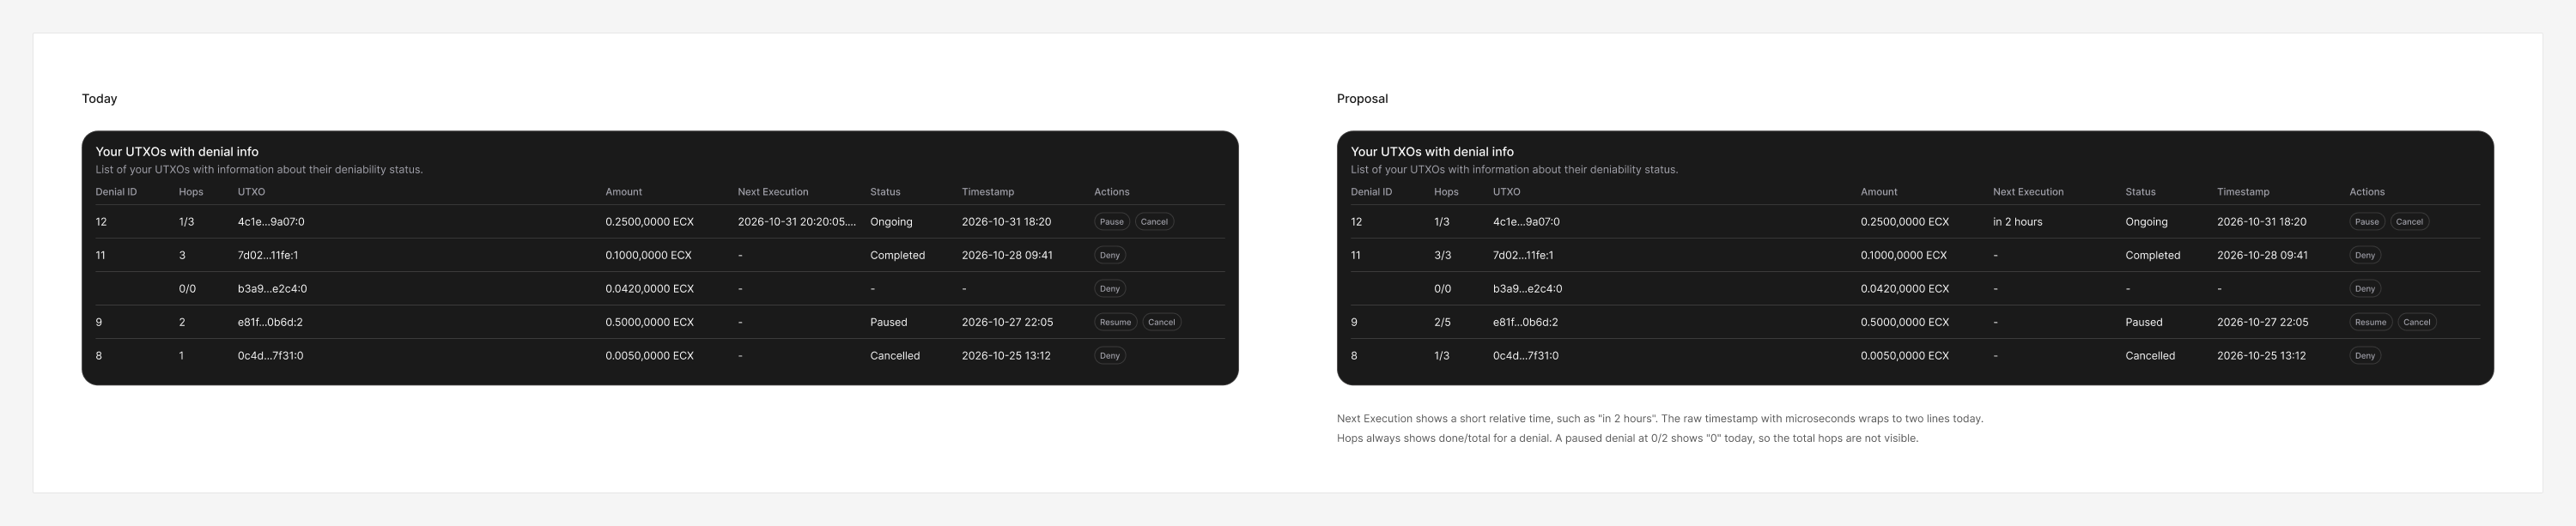 Today
Your UTXOs with denial info
List of your UTXOs with information about their deniability status.
Denial ID Hops UTXO Amount Next Execution Status Timestamp Actions
12 1/3 4c1e...9a07:0 0.2500,0000 ECX 2026-10-31 20:20:05.... Ongoing 2026-10-31 18:20 Pause Cancel
11 3 7d02...11fe:1 0.1000,0000 ECX - Completed 2026-10-28 09:41 Deny
0/0 b3a9...e2c4:0 0.0420,0000 ECX - - - Deny
9 2 e81f...0b6d:2 0.5000,0000 ECX - Paused 2026-10-27 22:05 Resume Cancel
8 1 0c4d...7f31:0 0.0050,0000 ECX - Cancelled 2026-10-25 13:12 Deny
Proposal
Your UTXOs with denial info
List of your UTXOs with information about their deniability status.
Denial ID Hops UTXO Amount Next Execution Status Timestamp Actions
12 1/3 4c1e...9a07:0 0.2500,0000 ECX in 2 hours Ongoing 2026-10-31 18:20 Pause Cancel
11 3/3 7d02...11fe:1 0.1000,0000 ECX - Completed 2026-10-28 09:41 Deny
0/0 b3a9...e2c4:0 0.0420,0000 ECX - - - Deny
9 2/5 e81f...0b6d:2 0.5000,0000 ECX - Paused 2026-10-27 22:05 Resume Cancel
8 1/3 0c4d...7f31:0 0.0050,0000 ECX - Cancelled 2026-10-25 13:12 Deny
Next Execution shows a short relative time, such as "in 2 hours". The raw timestamp with microseconds wraps to two lines today.
Hops always shows done/total for a denial. A paused denial at 0/2 shows "0" today, so the total hops are not visible.